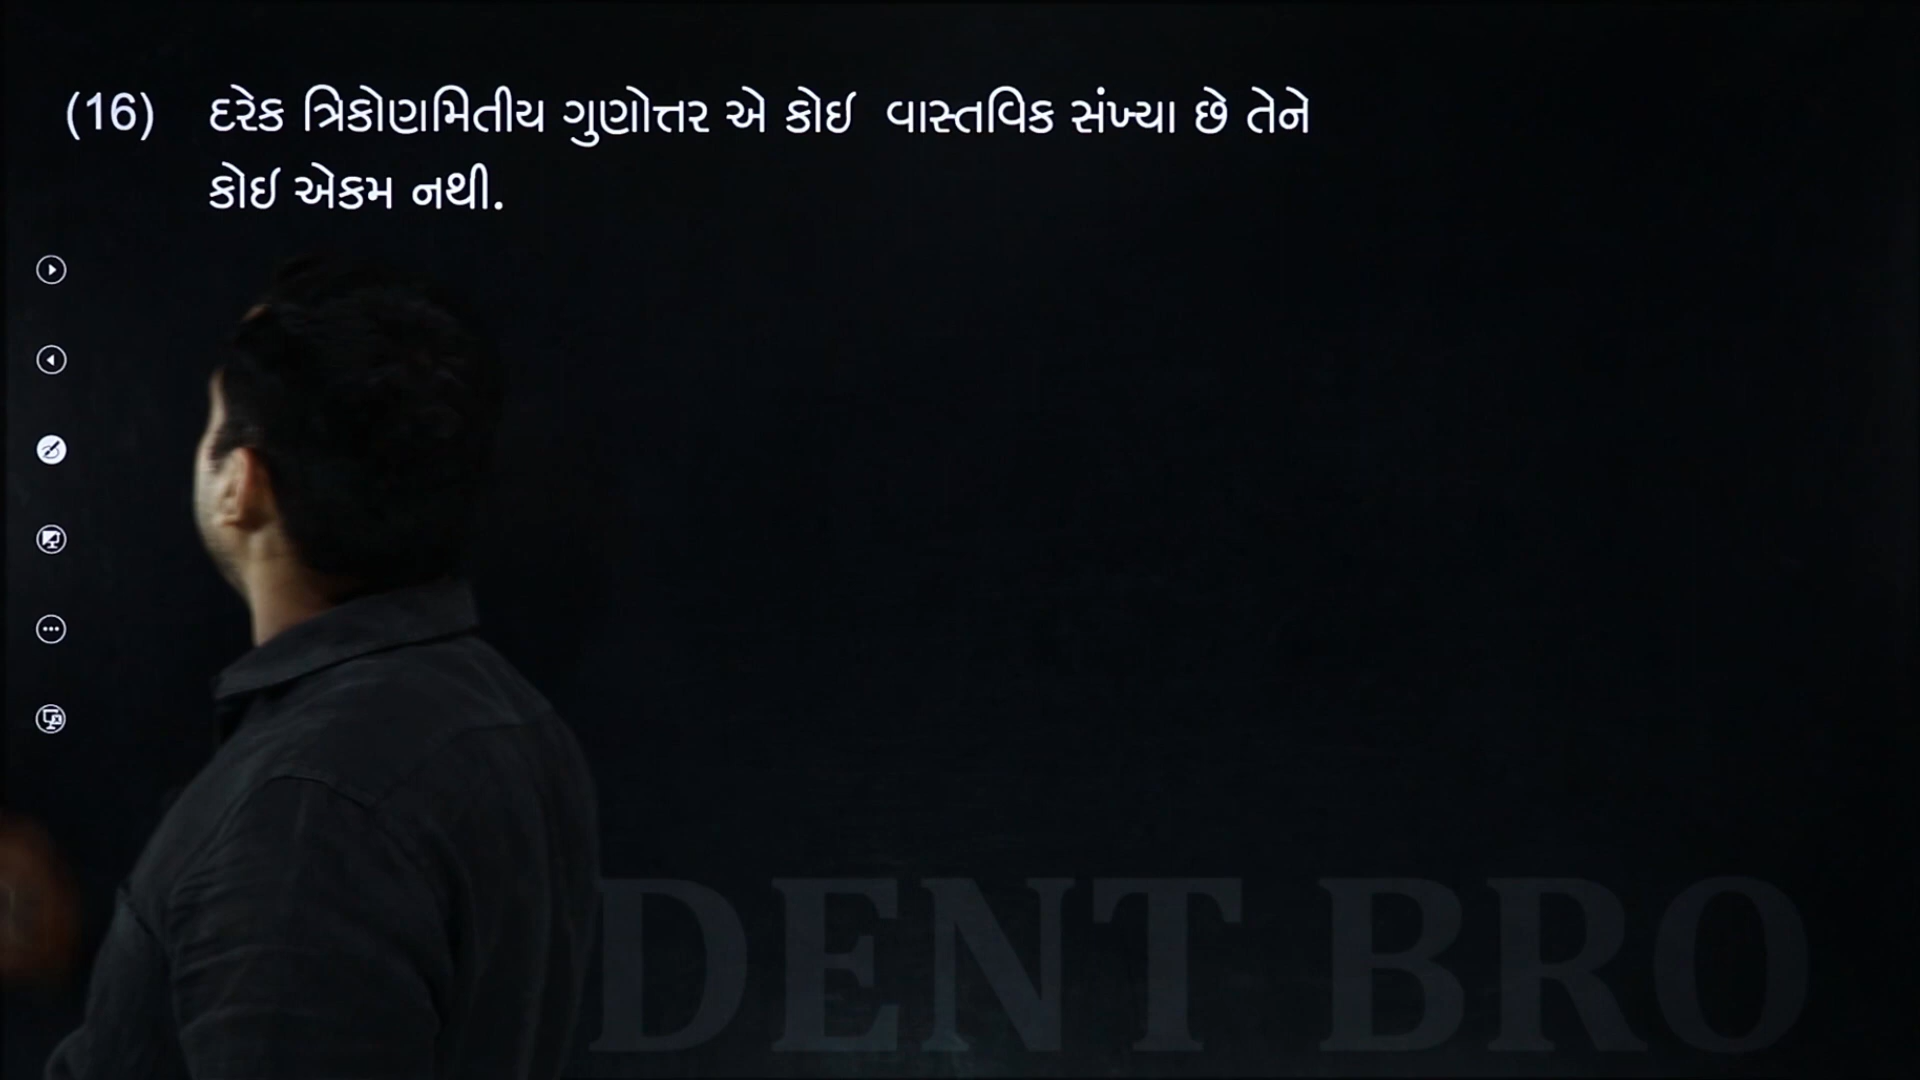 (16) દરેક ત્રિકોણમિતીય ગુણોત્તર એ કોઈ વાસ્તવિક સંખ્યા છે તેને
કોઈ એકમ નથી.
DENT BRO